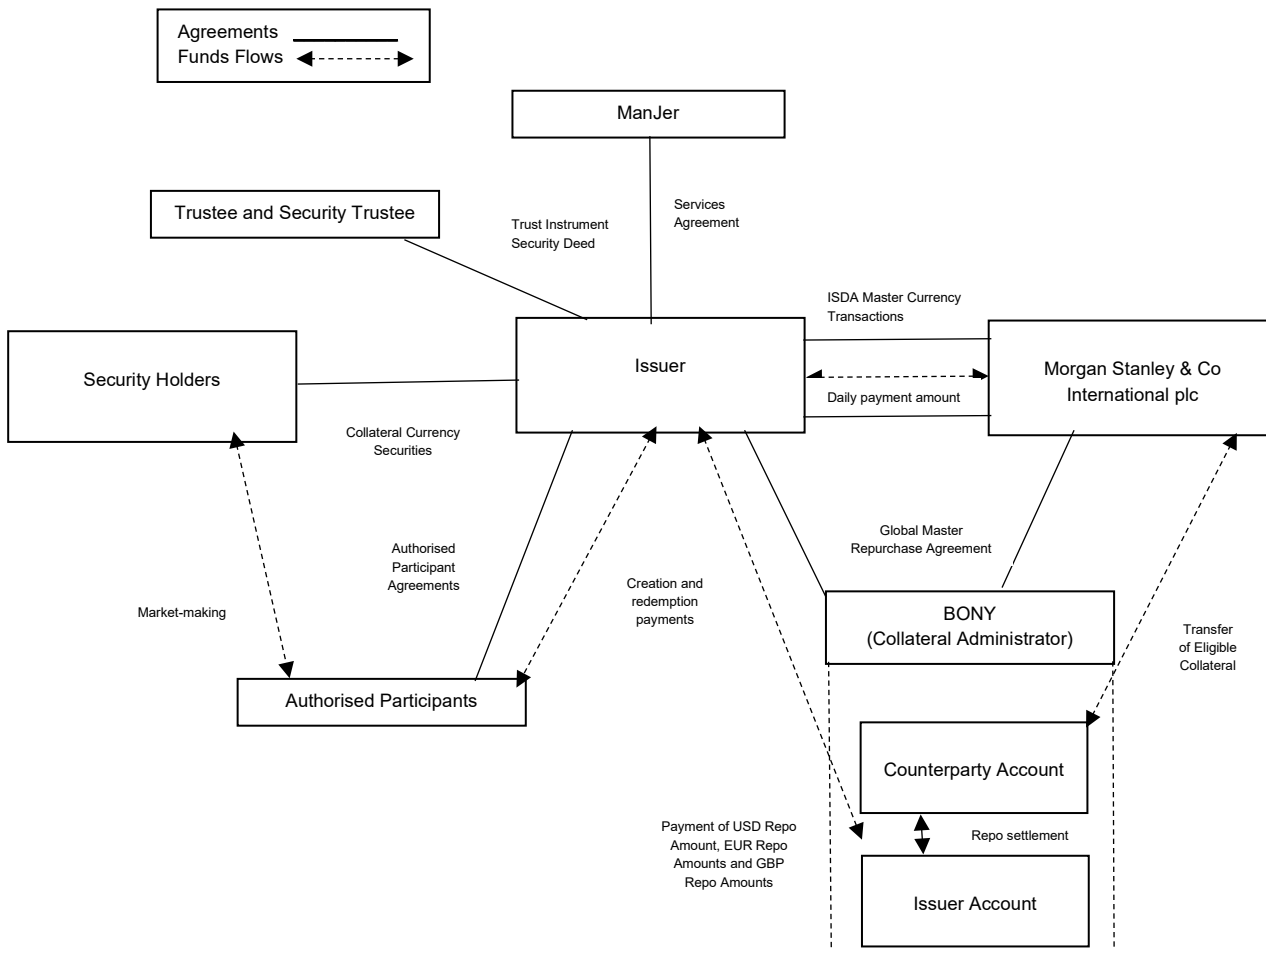 Agreements
Funds Flows
ManJer
Trustee and Security Trustee
Trust Instrument
Security Deed
Services
Agreement
ISDA Master Currency
Transactions
Security Holders
Issuer
Morgan Stanley & Co
International plc
Daily payment amount
Collateral Currency
Securities
Authorised
Participant
Agreements
Creation and
redemption
payments
Global Master
Repurchase Agreement
Market-making
BONY
(Collateral Administrator)
Transfer
of Eligible
Collateral
Authorised Participants
Counterparty Account
Payment of USD Repo
Amount, EUR Repo
Amounts and GBP
Repo Amounts
Repo settlement
Issuer Account